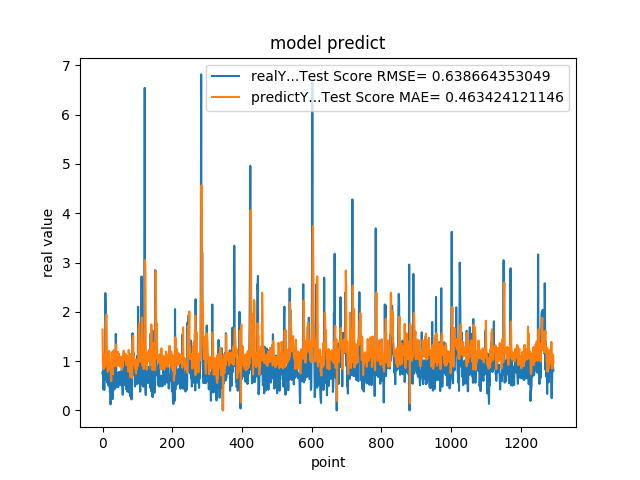 model predict
realY...Test Score RMSE= 0.638664353049
predictY...Test Score MAE= 0.463424121146
real value
7
6
5
4
3
2
1
0
0 200 400 600 800 1000 1200
point